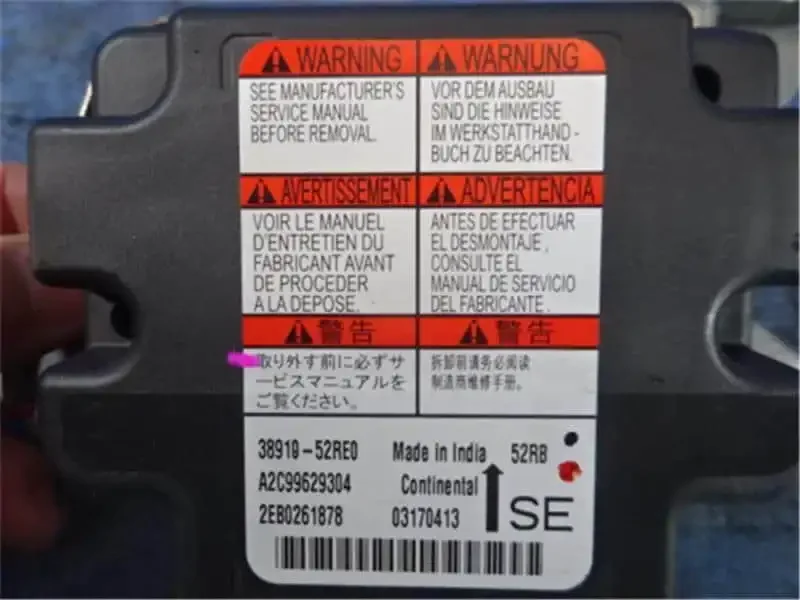 WARNING
SEE MANUFACTURER'S
SERVICE MANUAL
BEFORE REMOVAL.
WARNUNG
VOR DEM AUSBAU
SIND DIE HINWEISE
IM WERKSTATTHAND -
BUCH ZU BEACHTEN.
AVERTISSEMENT
VOIR LE MANUEL
D'ENTRETIEN DU
FABRICANT AVANT
DE PROCEDER
A LA DEPOSE.
ADVERTENCIA
ANTES DE EFECTUAR
EL DESMONTAJE,
CONSULTE EL
MANUAL DE SERVICIO
DEL FABRICANTE.
警告
取り外す前に必ずサ
ービスマニュアルを
ご覧ください。
警告
拆卸前请务必阅读
制造商维修手册。
38910-52RE0 Made in India 52RB
A2C99629304 Continental
2EB0261878 03170413 SE